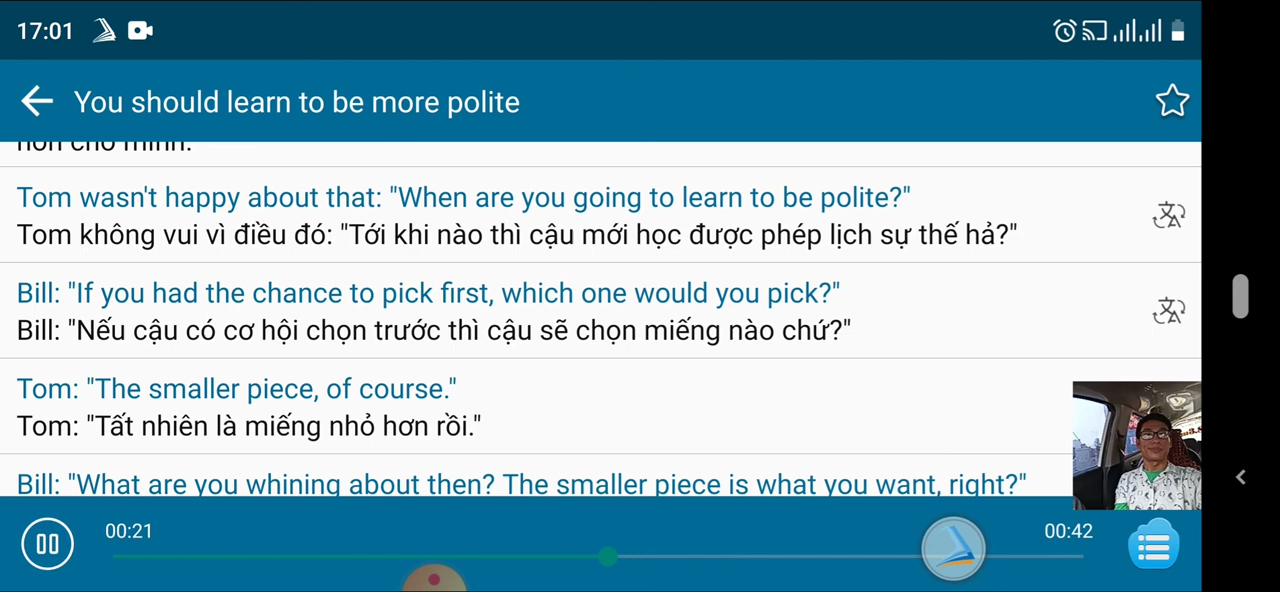 17:01
You should learn to be more polite
hơn cho mình.
Tom wasn't happy about that: "When are you going to learn to be polite?"
Tom không vui vì điều đó: "Tới khi nào thì cậu mới học được phép lịch sự thế hả?"
Bill: "If you had the chance to pick first, which one would you pick?"
Bill: "Nếu cậu có cơ hội chọn trước thì cậu sẽ chọn miếng nào chứ?"
Tom: "The smaller piece, of course."
Tom: "Tất nhiên là miếng nhỏ hơn rồi."
Bill: "What are you whining about then? The smaller piece is what you want, right?"
00:21
00:42